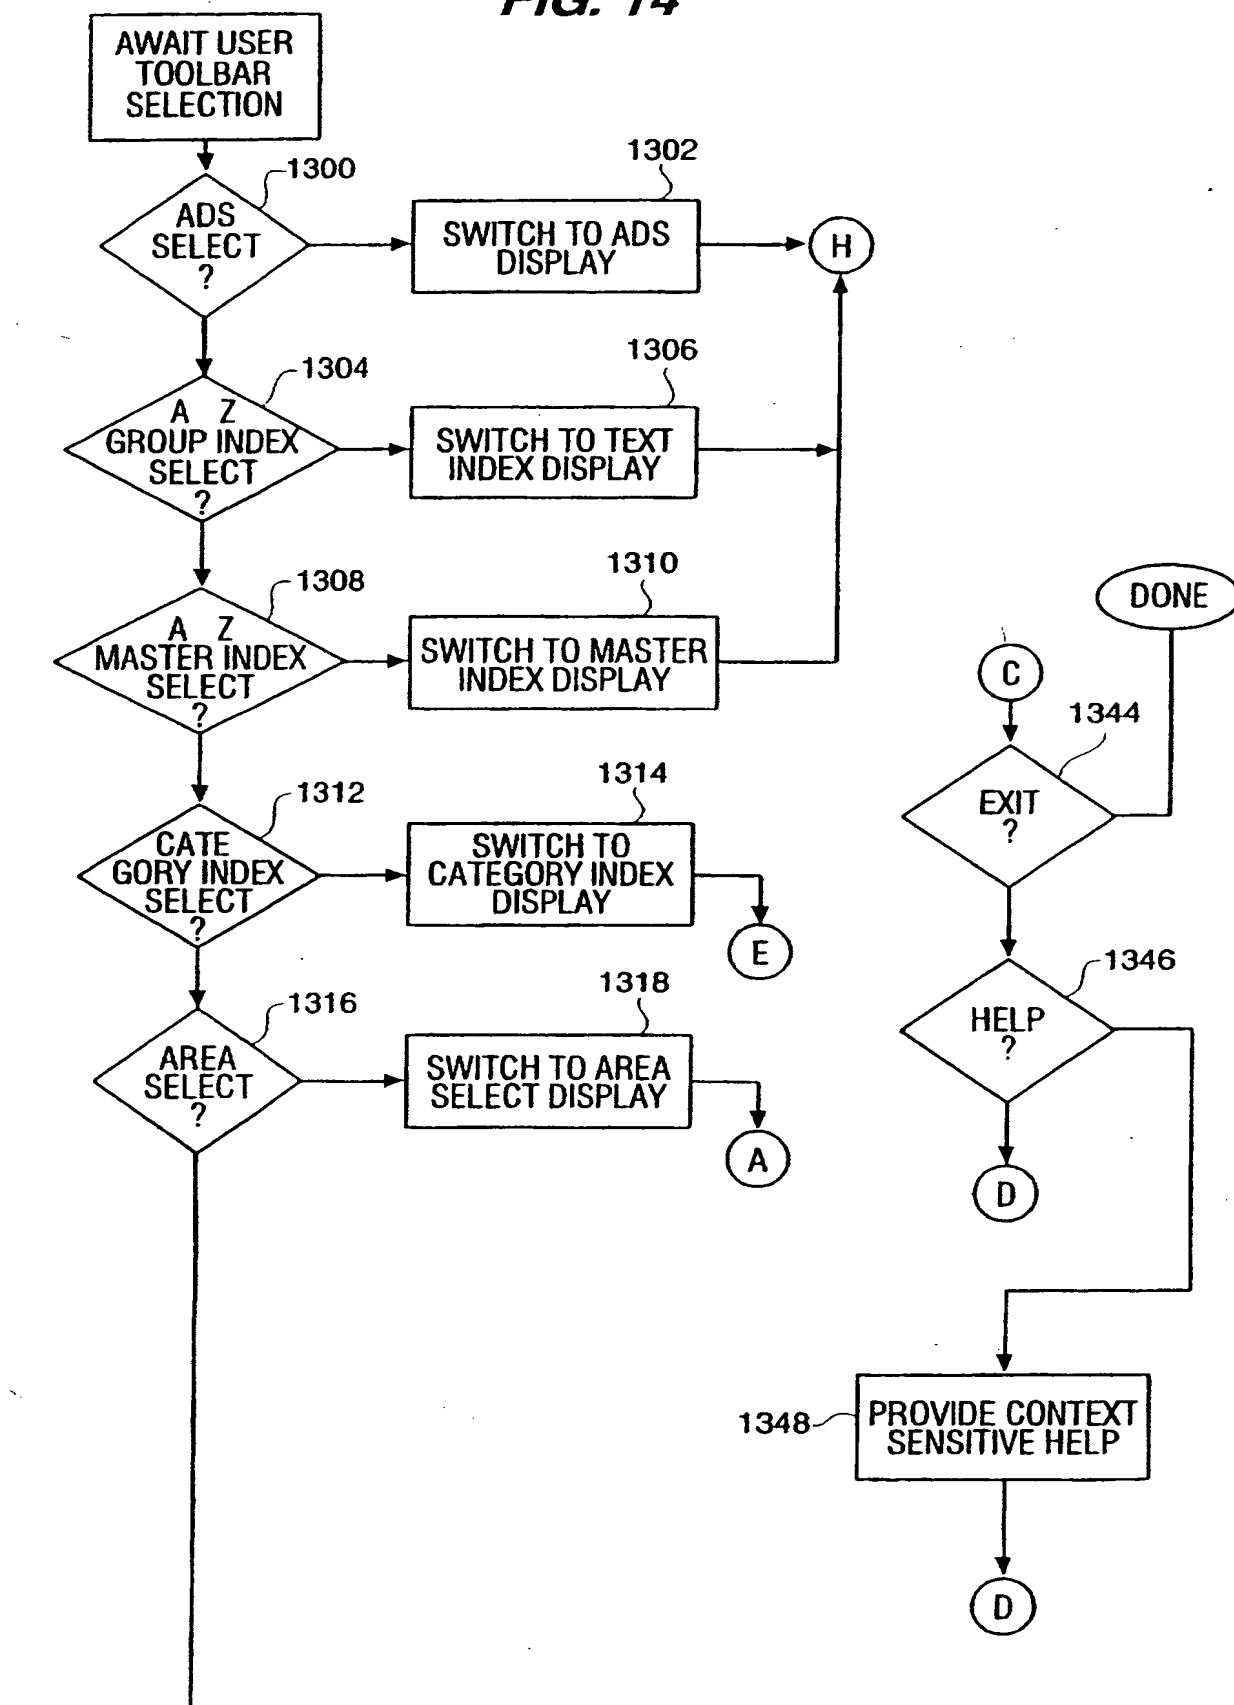 FIG. 14
AWAIT USER
TOOLBAR
SELECTION
1300
ADS
SELECT
?
1302
SWITCH TO ADS
DISPLAY
H
1304
A Z
GROUP INDEX
SELECT
?
1306
SWITCH TO TEXT
INDEX DISPLAY
1308
A Z
MASTER INDEX
SELECT
?
1310
SWITCH TO MASTER
INDEX DISPLAY
1312
CATE
GORY INDEX
SELECT
?
1314
SWITCH TO
CATEGORY INDEX
DISPLAY
E
1316
AREA
SELECT
?
1318
SWITCH TO AREA
SELECT DISPLAY
A
DONE
C
1344
EXIT
?
1346
HELP
?
D
1348
PROVIDE CONTEXT
SENSITIVE HELP
D